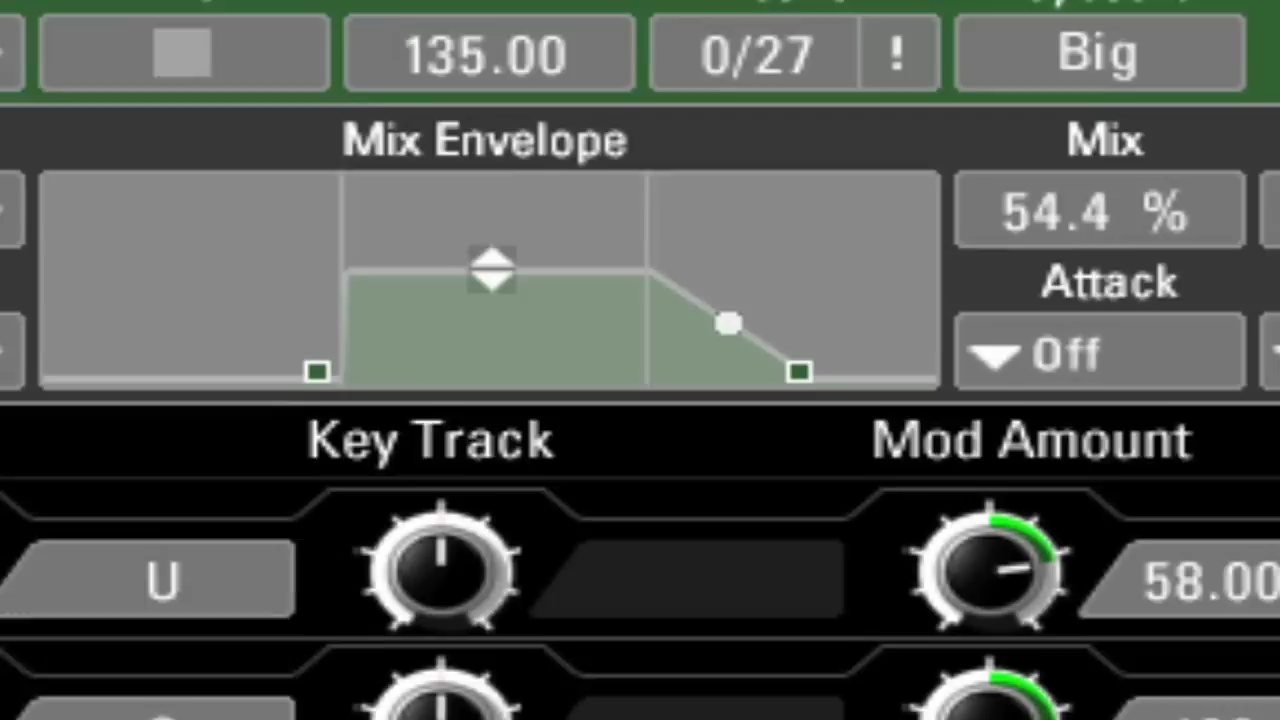 135.00 0/27 ! Big
Mix Envelope Mix
54.4 %
Attack
Off
Key Track Mod Amount
U 58.00